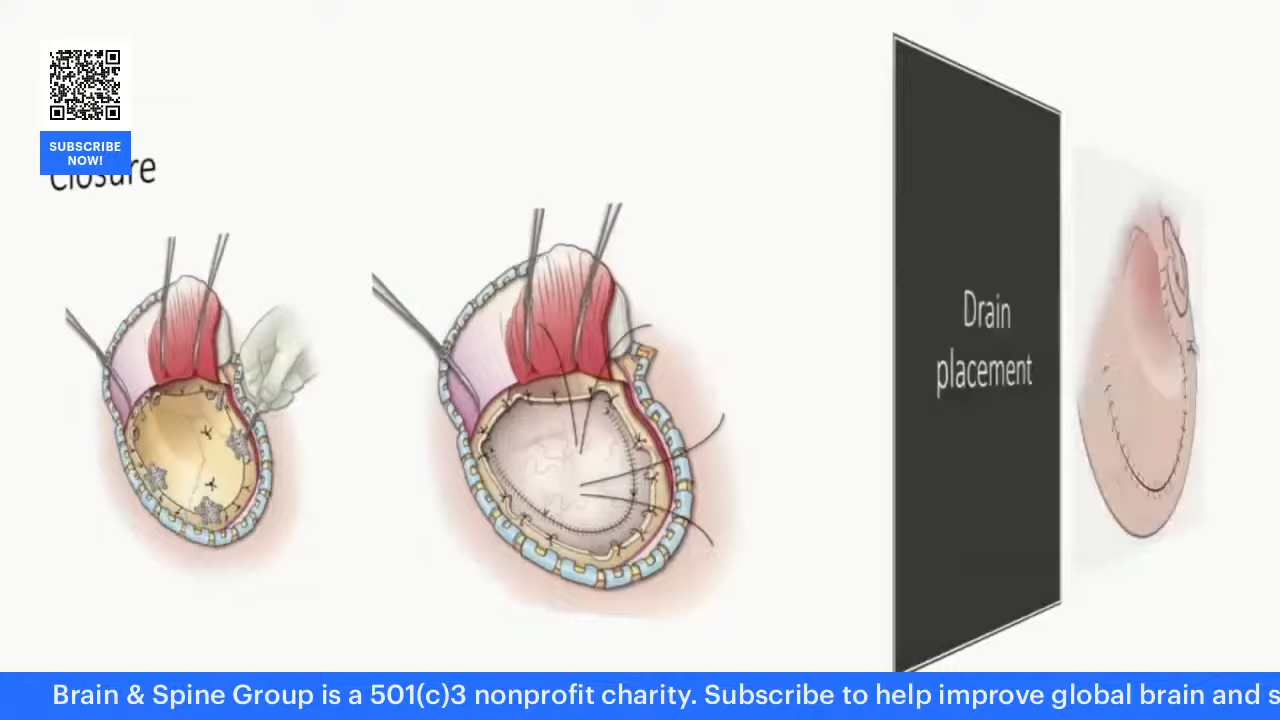 SUBSCRIBE
NOW!
Closure
Drain
placement
Brain & Spine Group is a 501(c)3 nonprofit charity. Subscribe to help improve global brain and s